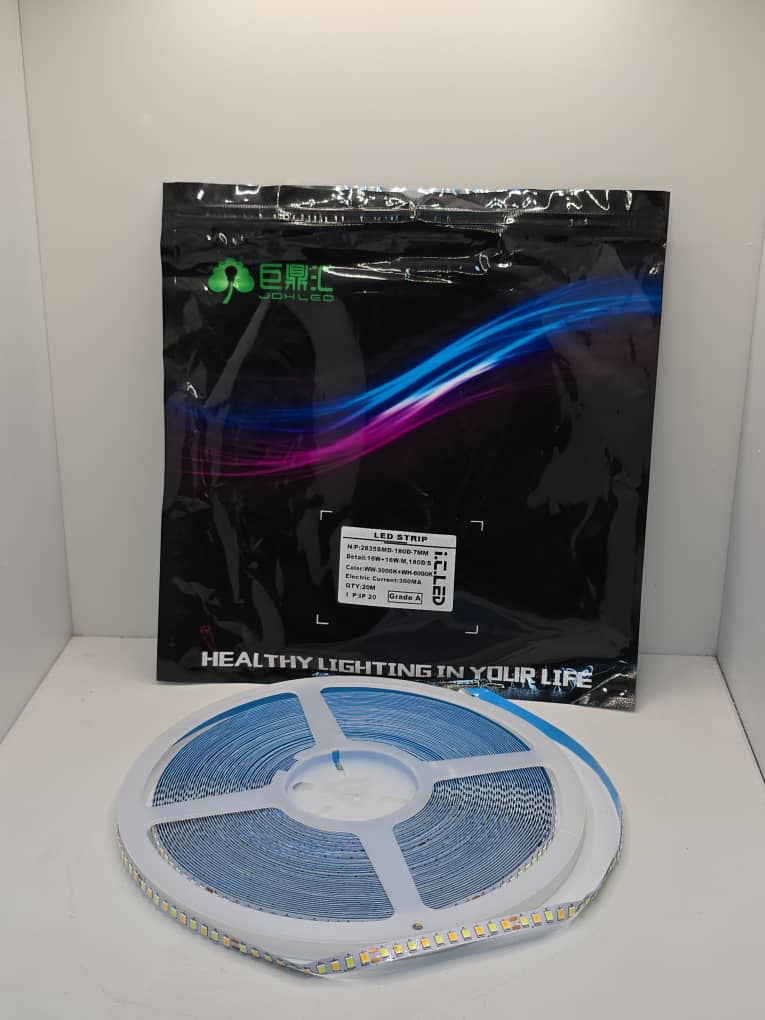 巨鼎汇
JDHLED
LED STRIP
N/P:2835SMD-180D-7MM
Detail:16W+16W/M,180D/S
Color:WW-3000K+WH-6000K
Electric Current:300MA
QTY:20M
I P:IP 20
Grade A
i.c.LED
HEALTHY LIGHTING IN YOUR LIFE